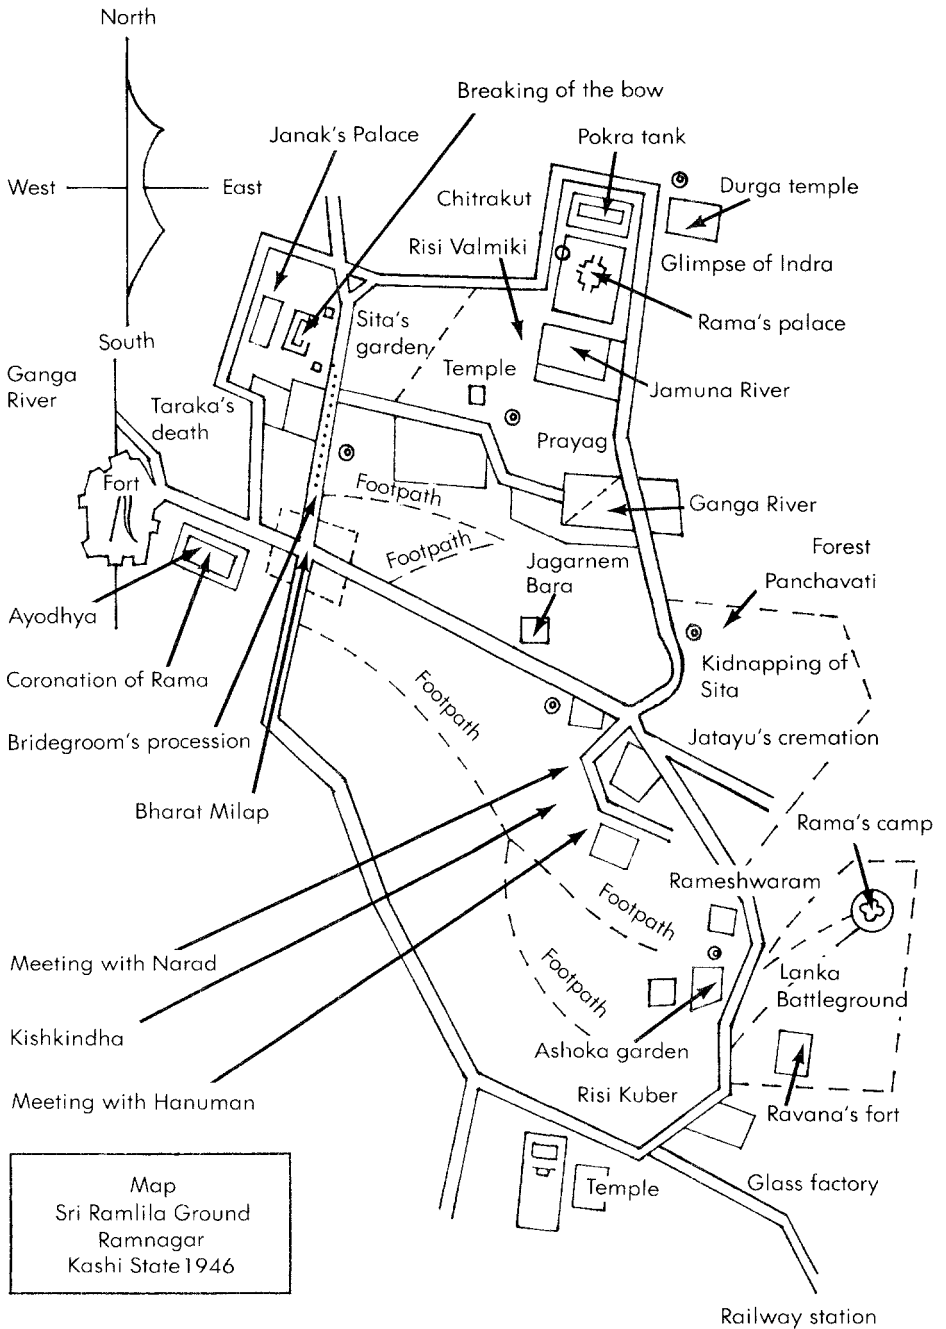 North
Breaking of the bow
Janak's Palace
Pokra tank
West
East
Chitrakut
Durga temple
Risi Valmiki
Glimpse of Indra
Sita's
garden
Rama's palace
South
Ganga
River
Temple
Jamuna River
Taraka's
death
Prayag
Fort
Footpath
Ganga River
Footpath
Jagarnem
Bara
Forest
Panchavati
Ayodhya
Kidnapping of
Sita
Coronation of Rama
Footpath
Bridegroom's procession
Jatayu's cremation
Bharat Milap
Rama's camp
Rameshwaram
Footpath
Meeting with Narad
Footpath
Lanka
Battleground
Kishkindha
Ashoka garden
Risi Kuber
Meeting with Hanuman
Ravana's fort
Temple
Glass factory
Map
Sri Ramlila Ground
Ramnagar
Kashi State 1946
Railway station